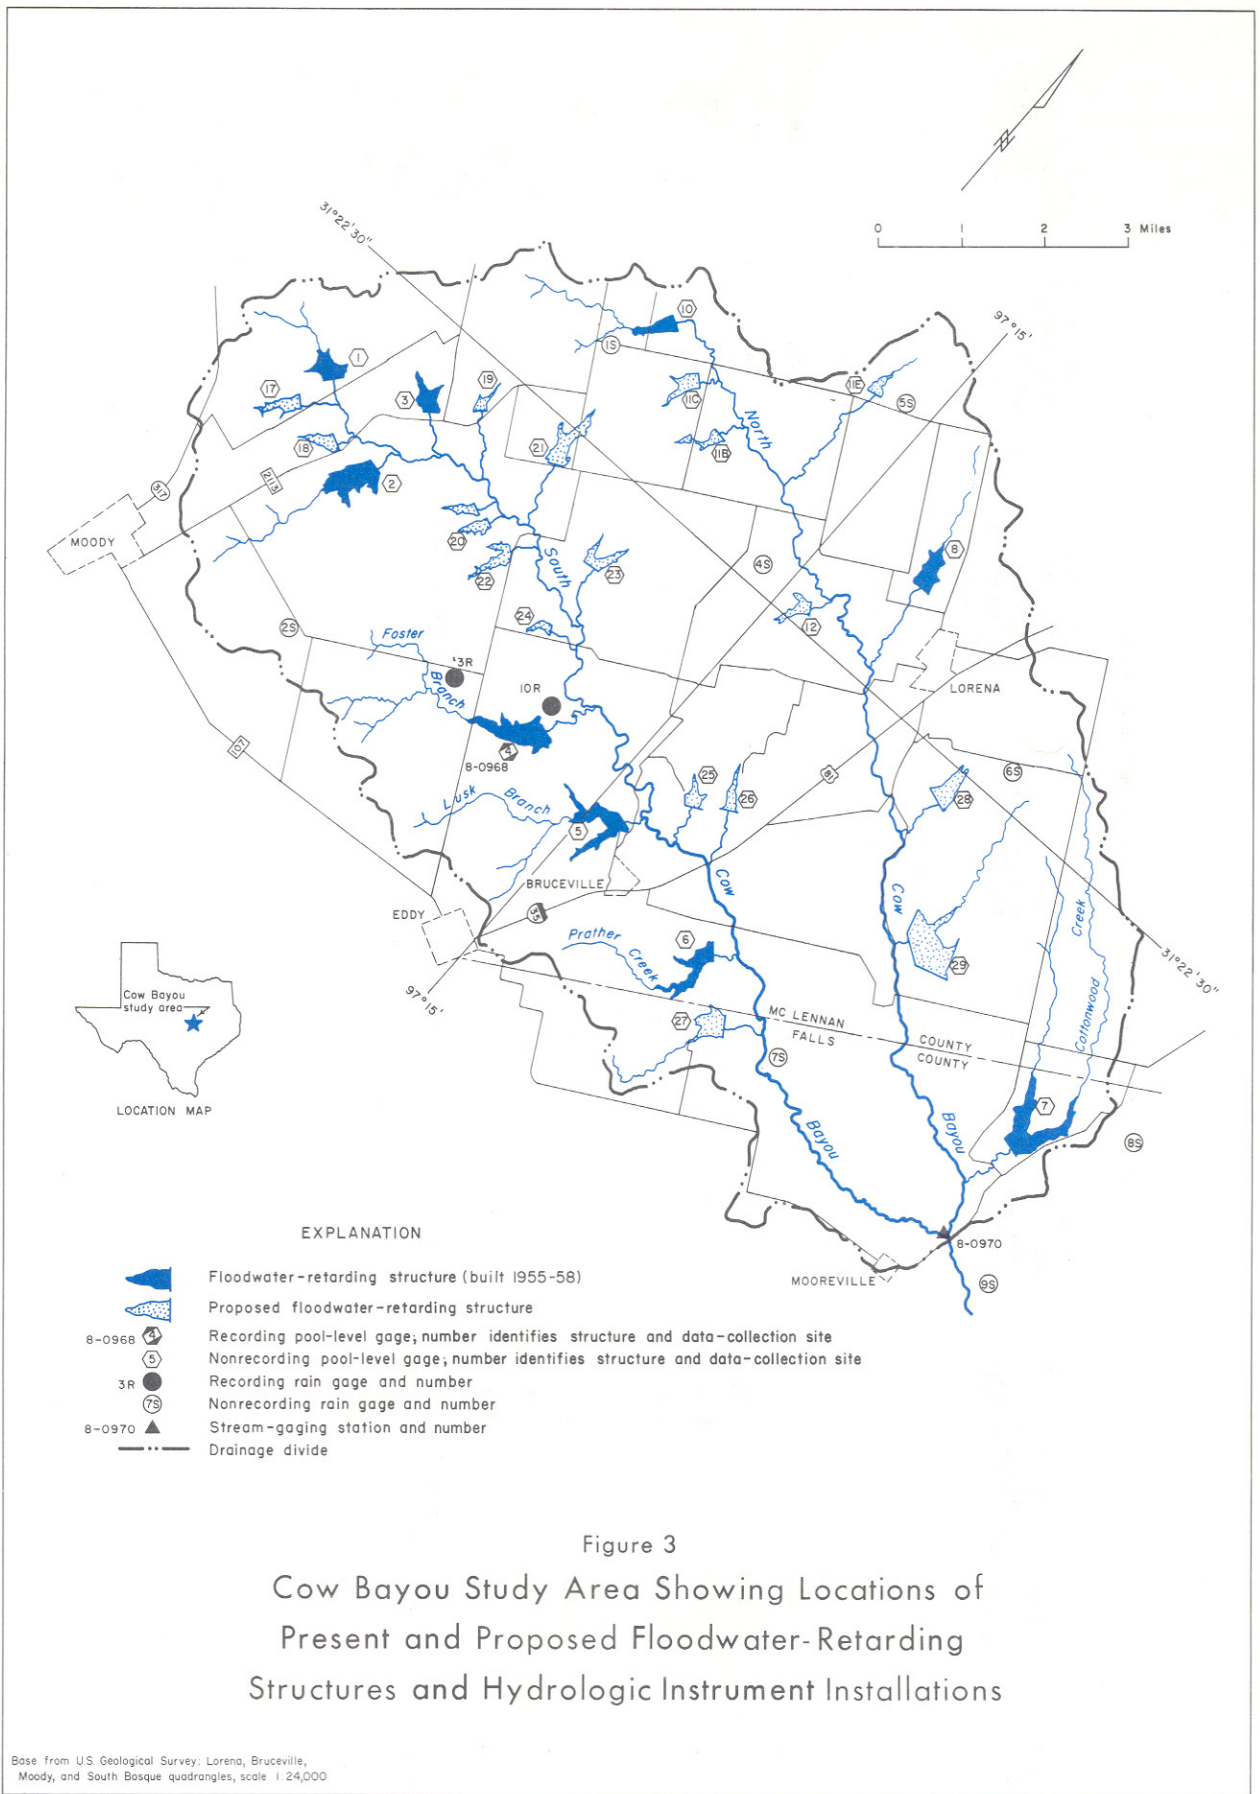 N
0 1 2 3 Miles
31°22'30"
97°15'
10
1S
1
17
3
19
11C
11E
5S
North
18
21
11B
2
2113
317
MOODY
20
South
8
22
23
4S
24
12
2S
Foster
3R
Branch
10R
LORENA
107
4
8-0968
25
26
81
6S
28
Lusk Branch
5
BRUCEVILLE
Cow
Cow
EDDY
35
Prather
Creek
6
29
Creek
Cottonwood
31°22'30"
97°15'
27
MC LENNAN COUNTY
FALLS COUNTY
7S
Cow Bayou
study area
LOCATION MAP
7
Bayou
Bayou
8S
8-0970
MOOREVILLE
9S
EXPLANATION
Floodwater-retarding structure (built 1955-58)
Proposed floodwater-retarding structure
8-0968 4 Recording pool-level gage; number identifies structure and data-collection site
5 Nonrecording pool-level gage; number identifies structure and data-collection site
3R Recording rain gage and number
7S Nonrecording rain gage and number
8-0970 Stream-gaging station and number
Drainage divide
Figure 3
Cow Bayou Study Area Showing Locations of
Present and Proposed Floodwater-Retarding
Structures and Hydrologic Instrument Installations
Base from U.S. Geological Survey: Lorena, Bruceville,
Moody, and South Bosque quadrangles, scale 1:24,000